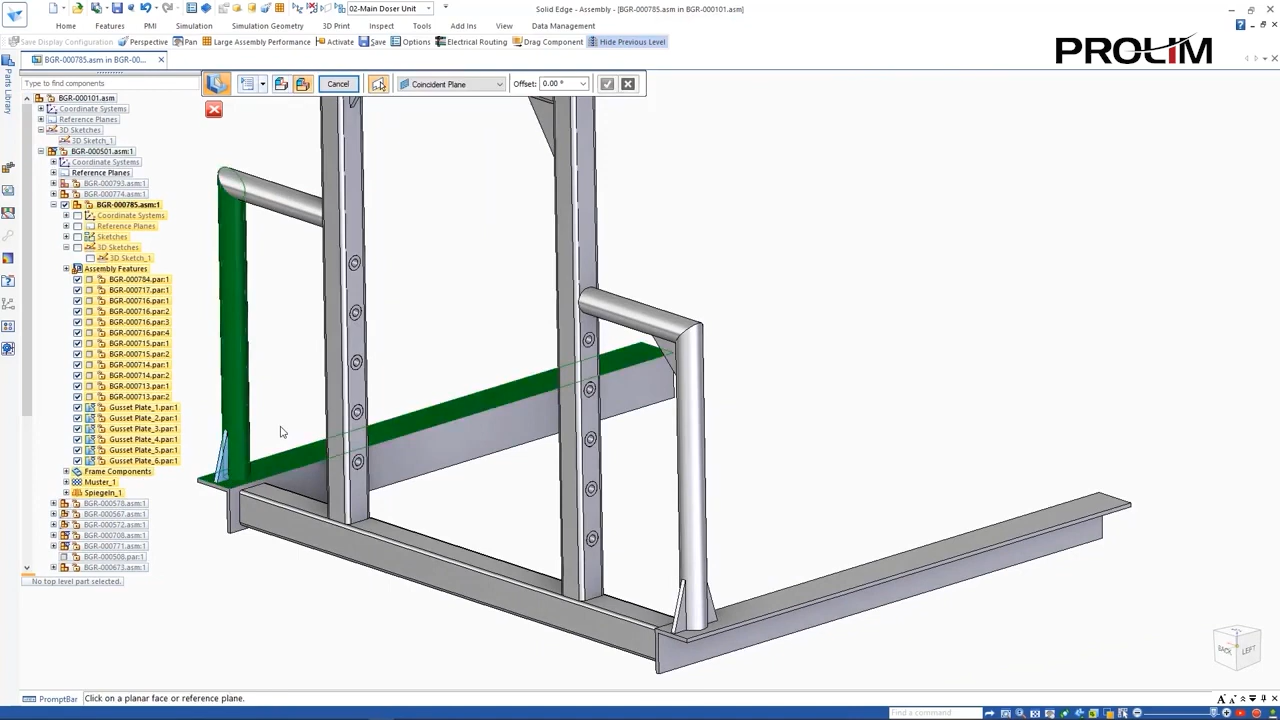 02-Main Doser Unit
Solid Edge - Assembly - [BGR-000785.asm in BGR-000101.asm]
Home Features PMI Simulation Simulation Geometry 3D Print Inspect Tools Add Ins Data Management
Save Display Configuration Perspective Pan Large Assembly Performance Activate Save Options Electrical Routing Drag Component Hide Previous Level
PROLIM
BGR-000785.asm in BG-00...
Type to find components
Cancel Coincident Plane Offset: 0.00 °
Parts Library
BGR-000101.asm
Coordinate Systems
Reference Planes
3D Sketches
3D Sketch_1
BGR-000501.asm:1
Coordinate Systems
Reference Planes
BGR-000793.asm:1
BGR-000774.asm:1
BGR-000785.asm:1
Coordinate Systems
Reference Planes
Sketches
3D Sketches
3D Sketch_1
Assembly Features
BGR-000784.par:1
BGR-000717.par:1
BGR-000716.par:1
BGR-000716.par:2
BGR-000716.par:3
BGR-000716.par:4
BGR-000715.par:1
BGR-000715.par:2
BGR-000714.par:1
BGR-000714.par:2
BGR-000713.par:1
BGR-000713.par:2
Gusset Plate_1.par:1
Gusset Plate_2.par:1
Gusset Plate_3.par:1
Gusset Plate_4.par:1
Gusset Plate_5.par:1
Gusset Plate_6.par:1
Frame Components
Muster_1
Spiegeln_1
BGR-000578.asm:1
BGR-000567.asm:1
BGR-000572.asm:1
BGR-000708.asm:1
BGR-000771.asm:1
BGR-000508.par:1
BGR-000673.asm:1
No top level part selected.
BACK LEFT
PromptBar Click on a planar face or reference plane.
Find a command